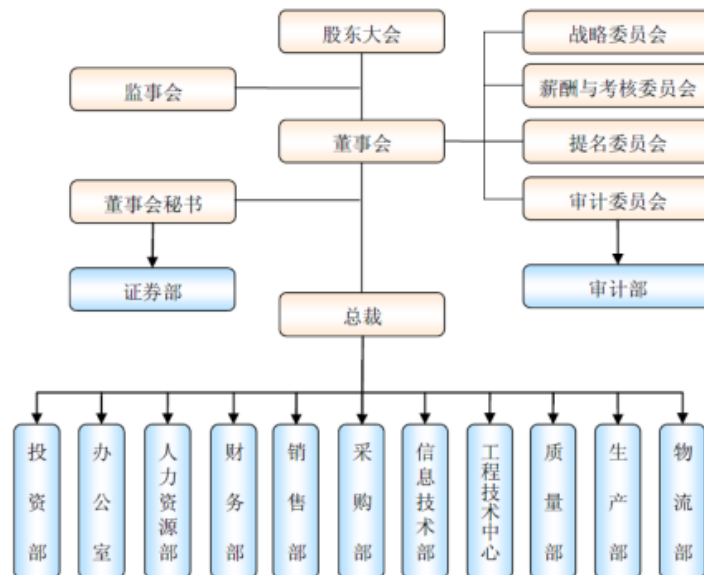 股东大会
战略委员会
监事会
薪酬与考核委员会
董事会
提名委员会
董事会秘书
审计委员会
证券部
审计部
总裁
投资部
办公室
人力资源部
财务部
销售部
采购部
信息技术部
工程技术中心
质量部
生产部
物流部